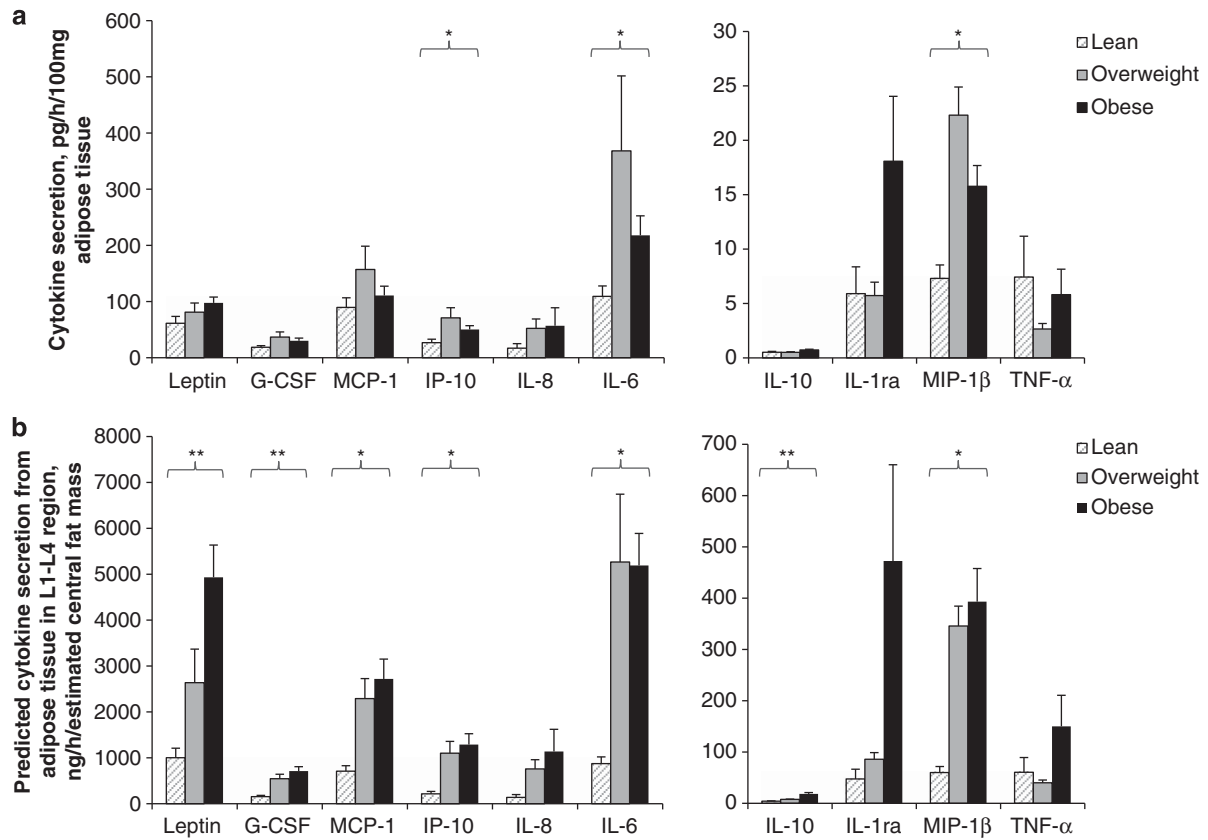 a
Cytokine secretion, pg/h/100mg
adipose tissue
600
500
400
300
200
100
0
*
*
Leptin
G-CSF
MCP-1
IP-10
IL-8
IL-6
30
25
20
15
10
5
0
*
IL-10
IL-1ra
MIP-1β
TNF-α
Lean
Overweight
Obese
b
Predicted cytokine secretion from
adipose tissue in L1-L4 region,
ng/h/estimated central fat mass
8000
7000
6000
5000
4000
3000
2000
1000
0
**
**
*
*
*
Leptin
G-CSF
MCP-1
IP-10
IL-8
IL-6
700
600
500
400
300
200
100
0
**
*
IL-10
IL-1ra
MIP-1β
TNF-α
Lean
Overweight
Obese